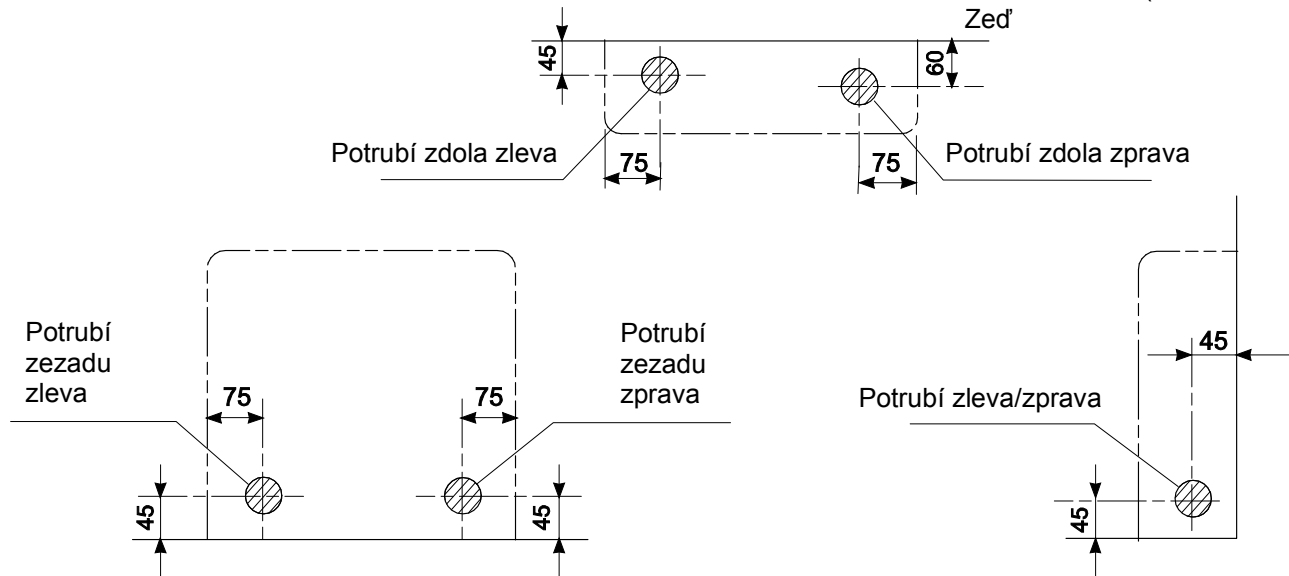 Zeď
45
60
Potrubí zdola zleva
75
75
Potrubí zdola zprava
Potrubí
zezadu
zleva
75
75
Potrubí
zezadu
zprava
45
Potrubí zleva/zprava
45
45
45